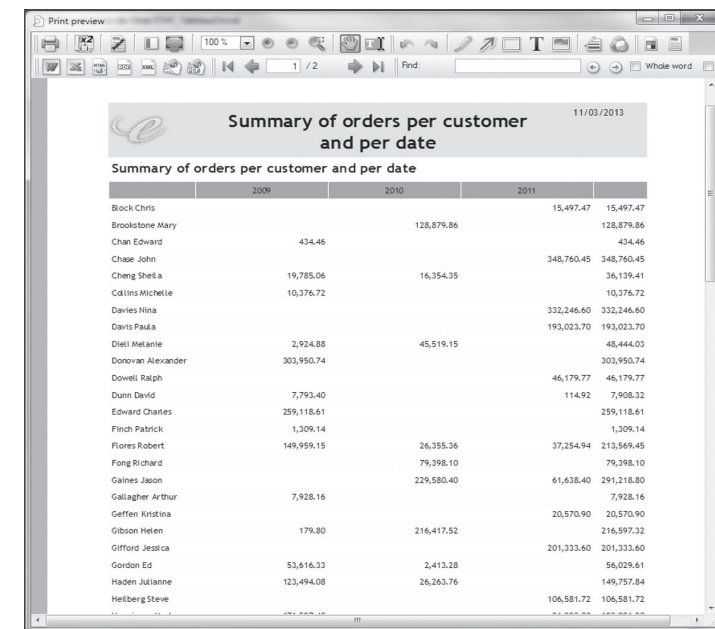 Print preview
100 %
1 / 2
Find:
Whole word
11/03/2013
Summary of orders per customer
and per date
Summary of orders per customer and per date
2009 2010 2011
Block Chris 15,497.47 15,497.47
Brookstone Mary 128,879.86 128,879.86
Chan Edward 434.46 434.46
Chase John 348,760.45 348,760.45
Cheng Sheila 19,785.06 16,354.35 36,139.41
Collins Michelle 10,376.72 10,376.72
Davies Nina 332,246.60 332,246.60
Davis Paula 193,023.70 193,023.70
Dieli Melanie 2,924.88 45,519.15 48,444.03
Donovan Alexander 303,950.74 303,950.74
Dowell Ralph 46,179.77 46,179.77
Dunn David 7,793.40 114.92 7,908.32
Edward Charles 259,118.61 259,118.61
Finch Patrick 1,309.14 1,309.14
Flores Robert 149,959.15 26,355.36 37,254.94 213,569.45
Fong Richard 79,398.10 79,398.10
Gaines Jason 229,580.40 61,638.40 291,218.80
Gallagher Arthur 7,928.16 7,928.16
Geffen Kristina 20,570.90 20,570.90
Gibson Helen 179.80 216,417.52 216,597.32
Gifford Jessica 201,333.60 201,333.60
Gordon Ed 53,616.33 2,413.28 56,029.61
Haden Julianne 123,494.08 26,263.76 149,757.84
Heilberg Steve 106,581.72 106,581.72